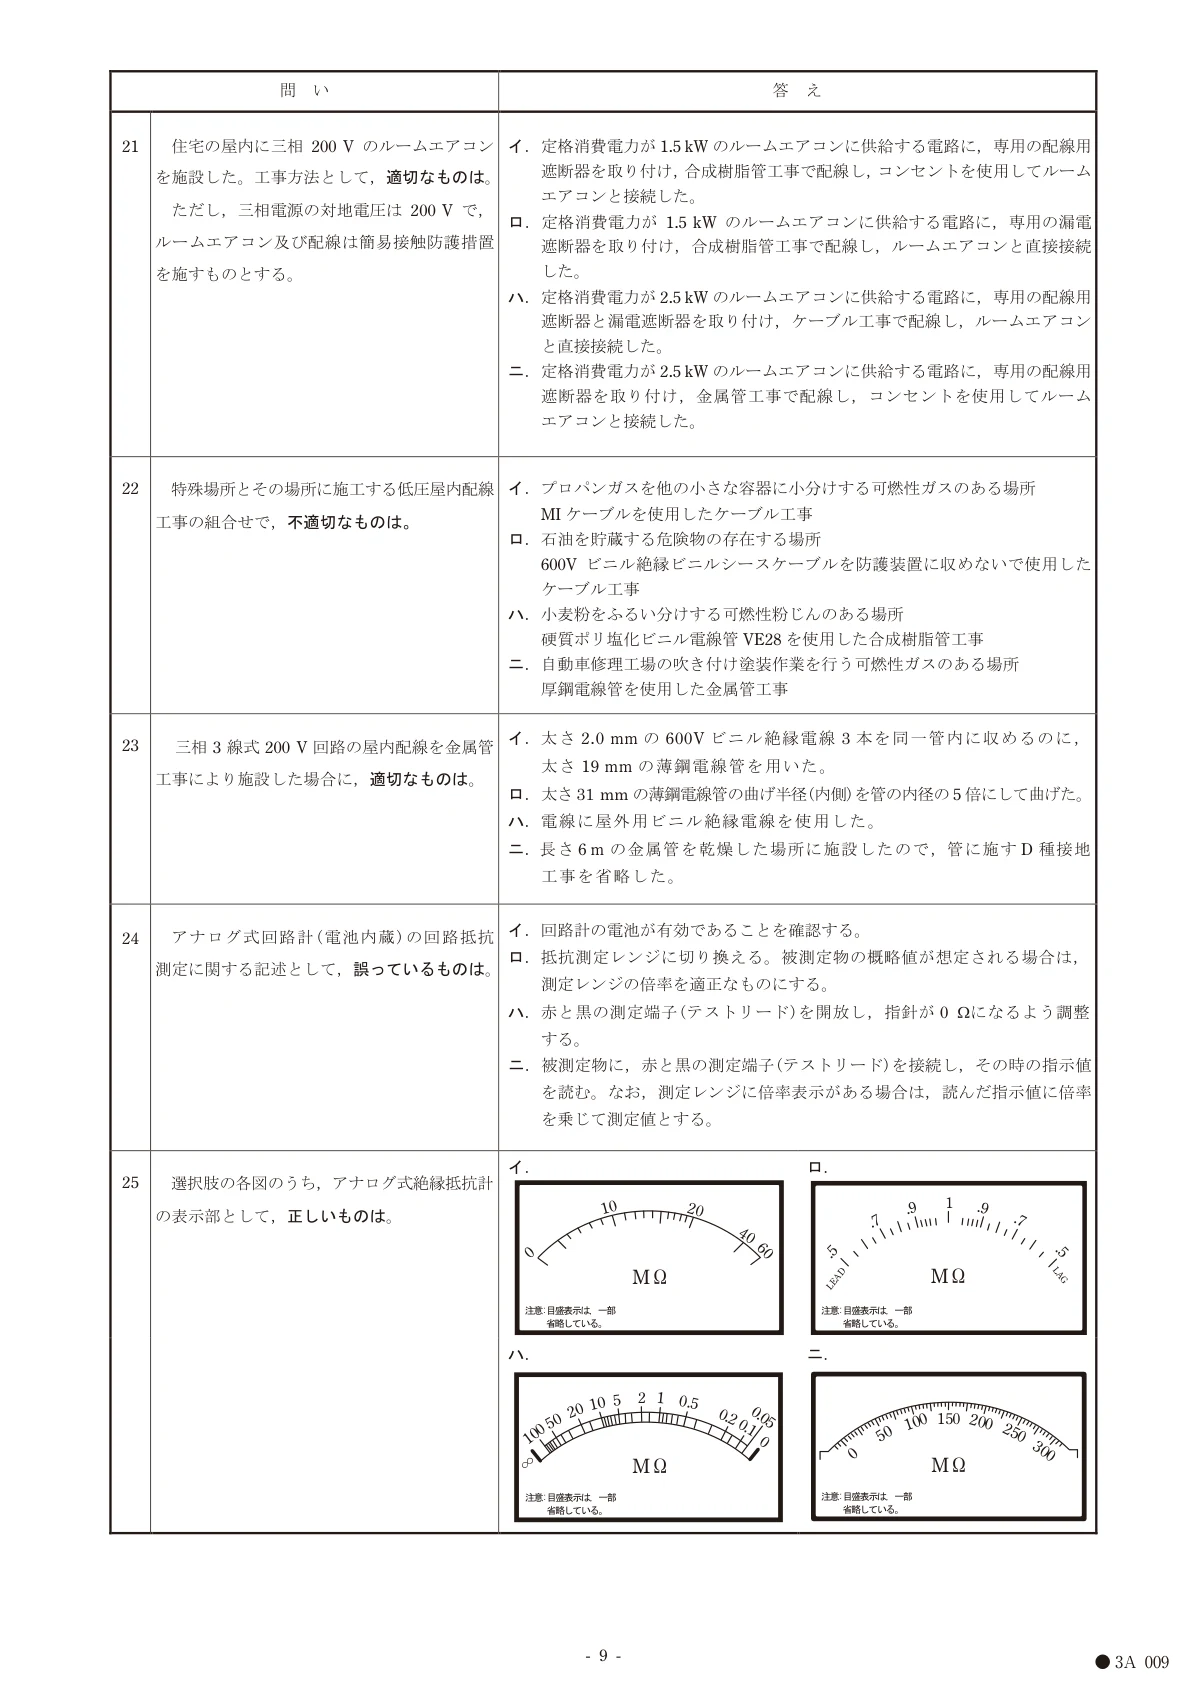 問　い
答　え
21
住宅の屋内に三相 200 V のルームエアコン
を施設した。工事方法として，適切なものは。
ただし，三相電源の対地電圧は 200 V で，
ルームエアコン及び配線は簡易接触防護措置
を施すものとする。
イ．定格消費電力が 1.5 kW のルームエアコンに供給する電路に，専用の配線用
遮断器を取り付け，合成樹脂管工事で配線し，コンセントを使用してルーム
エアコンと接続した。
ロ．定格消費電力が 1.5 kW のルームエアコンに供給する電路に，専用の漏電
遮断器を取り付け，合成樹脂管工事で配線し，ルームエアコンと直接接続
した。
ハ．定格消費電力が 2.5 kW のルームエアコンに供給する電路に，専用の配線用
遮断器と漏電遮断器を取り付け，ケーブル工事で配線し，ルームエアコン
と直接接続した。
ニ．定格消費電力が 2.5 kW のルームエアコンに供給する電路に，専用の配線用
遮断器を取り付け，金属管工事で配線し，コンセントを使用してルーム
エアコンと接続した。
22
特殊場所とその場所に施工する低圧屋内配線
工事の組合せで，不適切なものは。
イ．プロパンガスを他の小さな容器に小分けする可燃性ガスのある場所
MI ケーブルを使用したケーブル工事
ロ．石油を貯蔵する危険物の存在する場所
600V ビニル絶縁ビニルシースケーブルを防護装置に収めないで使用した
ケーブル工事
ハ．小麦粉をふるい分けする可燃性粉じんのある場所
硬質ポリ塩化ビニル電線管 VE28 を使用した合成樹脂管工事
ニ．自動車修理工場の吹き付け塗装作業を行う可燃性ガスのある場所
厚鋼電線管を使用した金属管工事
23
三相 3 線式 200 V 回路の屋内配線を金属管
工事により施設した場合に，適切なものは。
イ．太さ 2.0 mm の 600V ビニル絶縁電線 3 本を同一管内に収めるのに，
太さ 19 mm の薄鋼電線管を用いた。
ロ．太さ 31 mm の薄鋼電線管の曲げ半径(内側)を管の内径の 5 倍にして曲げた。
ハ．電線に屋外用ビニル絶縁電線を使用した。
ニ．長さ 6 m の金属管を乾燥した場所に施設したので，管に施す D 種接地
工事を省略した。
24
アナログ式回路計(電池内蔵)の回路抵抗
測定に関する記述として，誤っているものは。
イ．回路計の電池が有効であることを確認する。
ロ．抵抗測定レンジに切り換える。被測定物の概略値が想定される場合は，
測定レンジの倍率を適正なものにする。
ハ．赤と黒の測定端子(テストリード)を開放し，指針が 0 Ωになるよう調整
する。
ニ．被測定物に，赤と黒の測定端子(テストリード)を接続し，その時の指示値
を読む。なお，測定レンジに倍率表示がある場合は，読んだ指示値に倍率
を乗じて測定値とする。
25
選択肢の各図のうち，アナログ式絶縁抵抗計
の表示部として，正しいものは。
イ．
0 10 20 40 60
MΩ
注意：目盛表示は，一部
省略している。
ロ．
LEAD .5 .7 .9 1 .9 .7 .5 LAG
MΩ
注意：目盛表示は，一部
省略している。
ハ．
∞ 100 50 20 10 5 2 1 0.5 0.2 0.1 0.05 0
MΩ
注意：目盛表示は，一部
省略している。
ニ．
0 50 100 150 200 250 300
MΩ
注意：目盛表示は，一部
省略している。
- 9 -
●3A 009